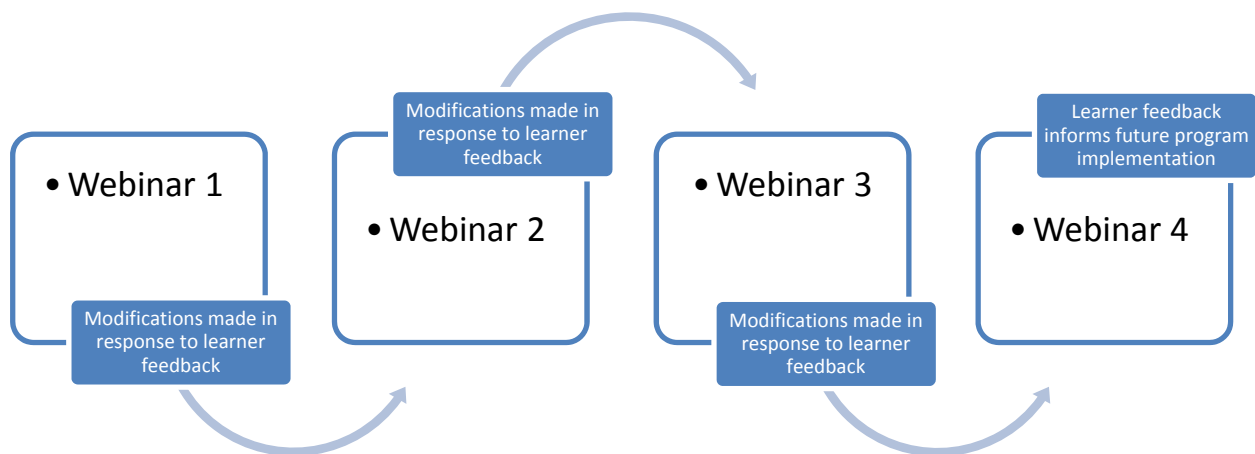 • Webinar 1
Modifications made in
response to learner
feedback
Modifications made in
response to learner
feedback
• Webinar 2
• Webinar 3
Modifications made in
response to learner
feedback
Learner feedback
informs future program
implementation
• Webinar 4